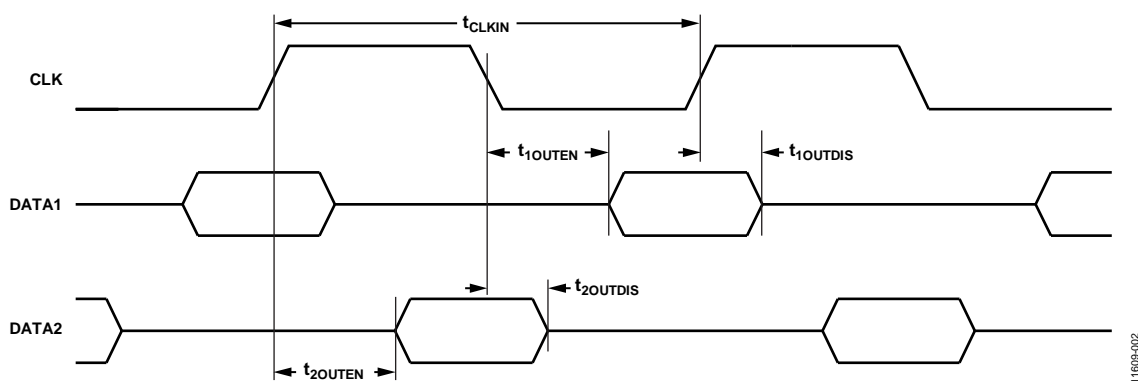 tCLKIN
CLK
t1OUTEN
t1OUTDIS
DATA1
t2OUTDIS
DATA2
t2OUTEN
11609-002